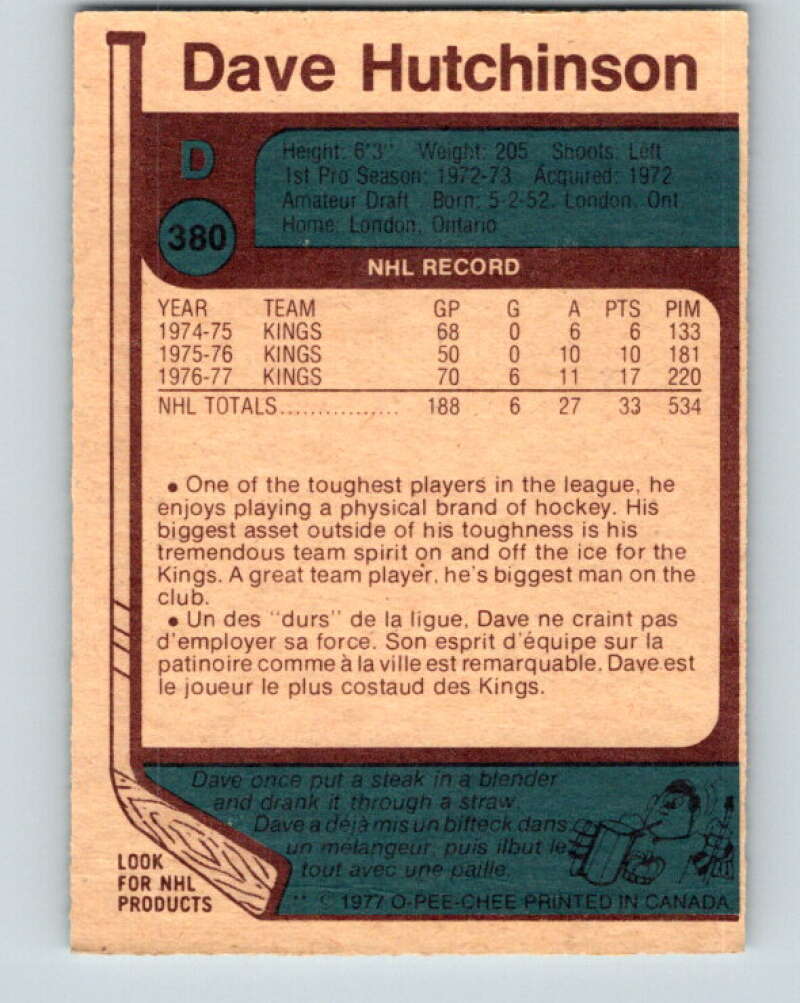 Dave Hutchinson
D
Height: 6'3" Weight: 205 Shoots: Left
1st Pro Season: 1972-73 Acquired: 1972
Amateur Draft Born: 5-2-52, London, Ont.
Home: London, Ontario
380
NHL RECORD
YEAR TEAM GP G A PTS PIM
1974-75 KINGS 68 0 6 6 133
1975-76 KINGS 50 0 10 10 181
1976-77 KINGS 70 6 11 17 220
NHL TOTALS................ 188 6 27 33 534
• One of the toughest players in the league, he
enjoys playing a physical brand of hockey. His
biggest asset outside of his toughness is his
tremendous team spirit on and off the ice for the
Kings. A great team player, he's biggest man on the
club.
• Un des "durs" de la ligue, Dave ne craint pas
d'employer sa force. Son esprit d'équipe sur la
patinoire comme à la ville est remarquable. Dave est
le joueur le plus costaud des Kings.
Dave once put a steak in a blender
and drank it through a straw.
Dave a déjà mis un bifteck dans
un mélangeur, puis ilbut le
tout avec une paille.
LOOK
FOR NHL
PRODUCTS
** © 1977 O-PEE-CHEE PRINTED IN CANADA